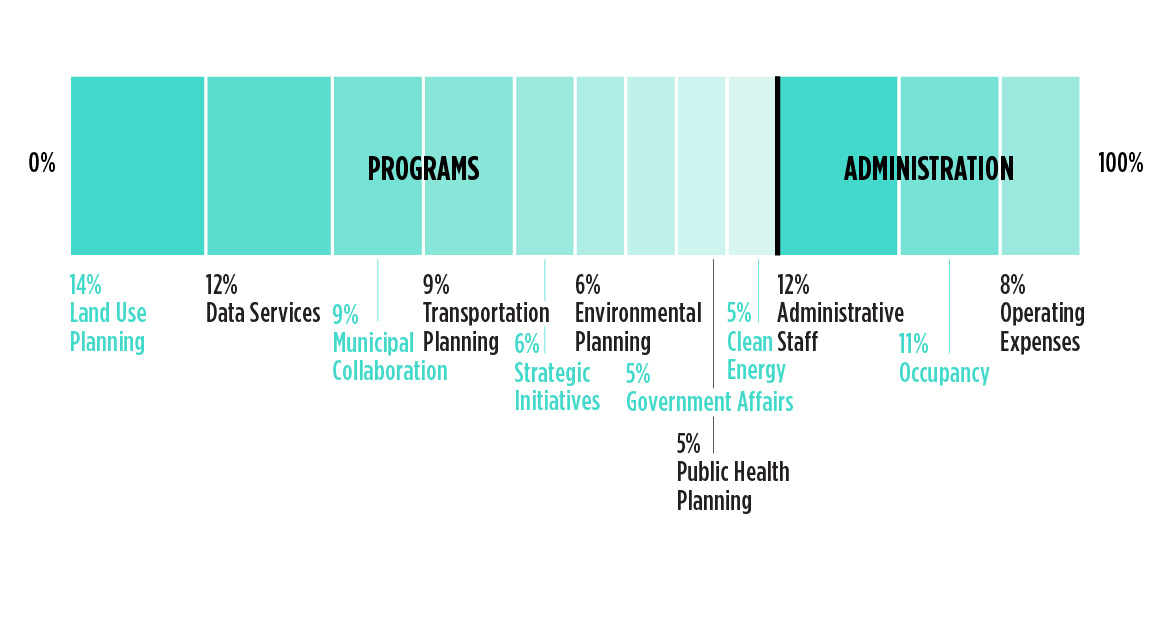 0%
PROGRAMS
ADMINISTRATION
100%
14%
Land Use
Planning
12%
Data Services
9%
Municipal
Collaboration
9%
Transportation
Planning
6%
Strategic
Initiatives
6%
Environmental
Planning
5%
Government Affairs
5%
Public Health
Planning
5%
Clean
Energy
12%
Administrative
Staff
11%
Occupancy
8%
Operating
Expenses